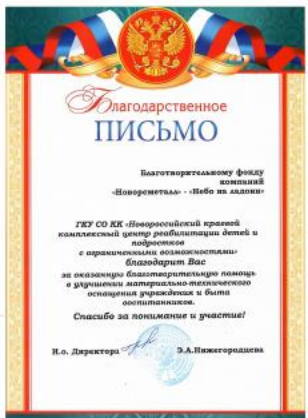 Благодарственное
ПИСЬМО
Благотворительному фонду
компаний
«Новоросметалл» - «Небо на ладони»
ГКУ СО КК «Новороссийский краевой
комплексный центр реабилитации детей и
подростков
с ограниченными возможностями»
благодарит Вас
за оказанную благотворительную помощь
в улучшении материально-технического
оснащения учреждения и быта
воспитанников.
Спасибо за понимание и участие!
И.о. Директора Э.А.Нижегородцева